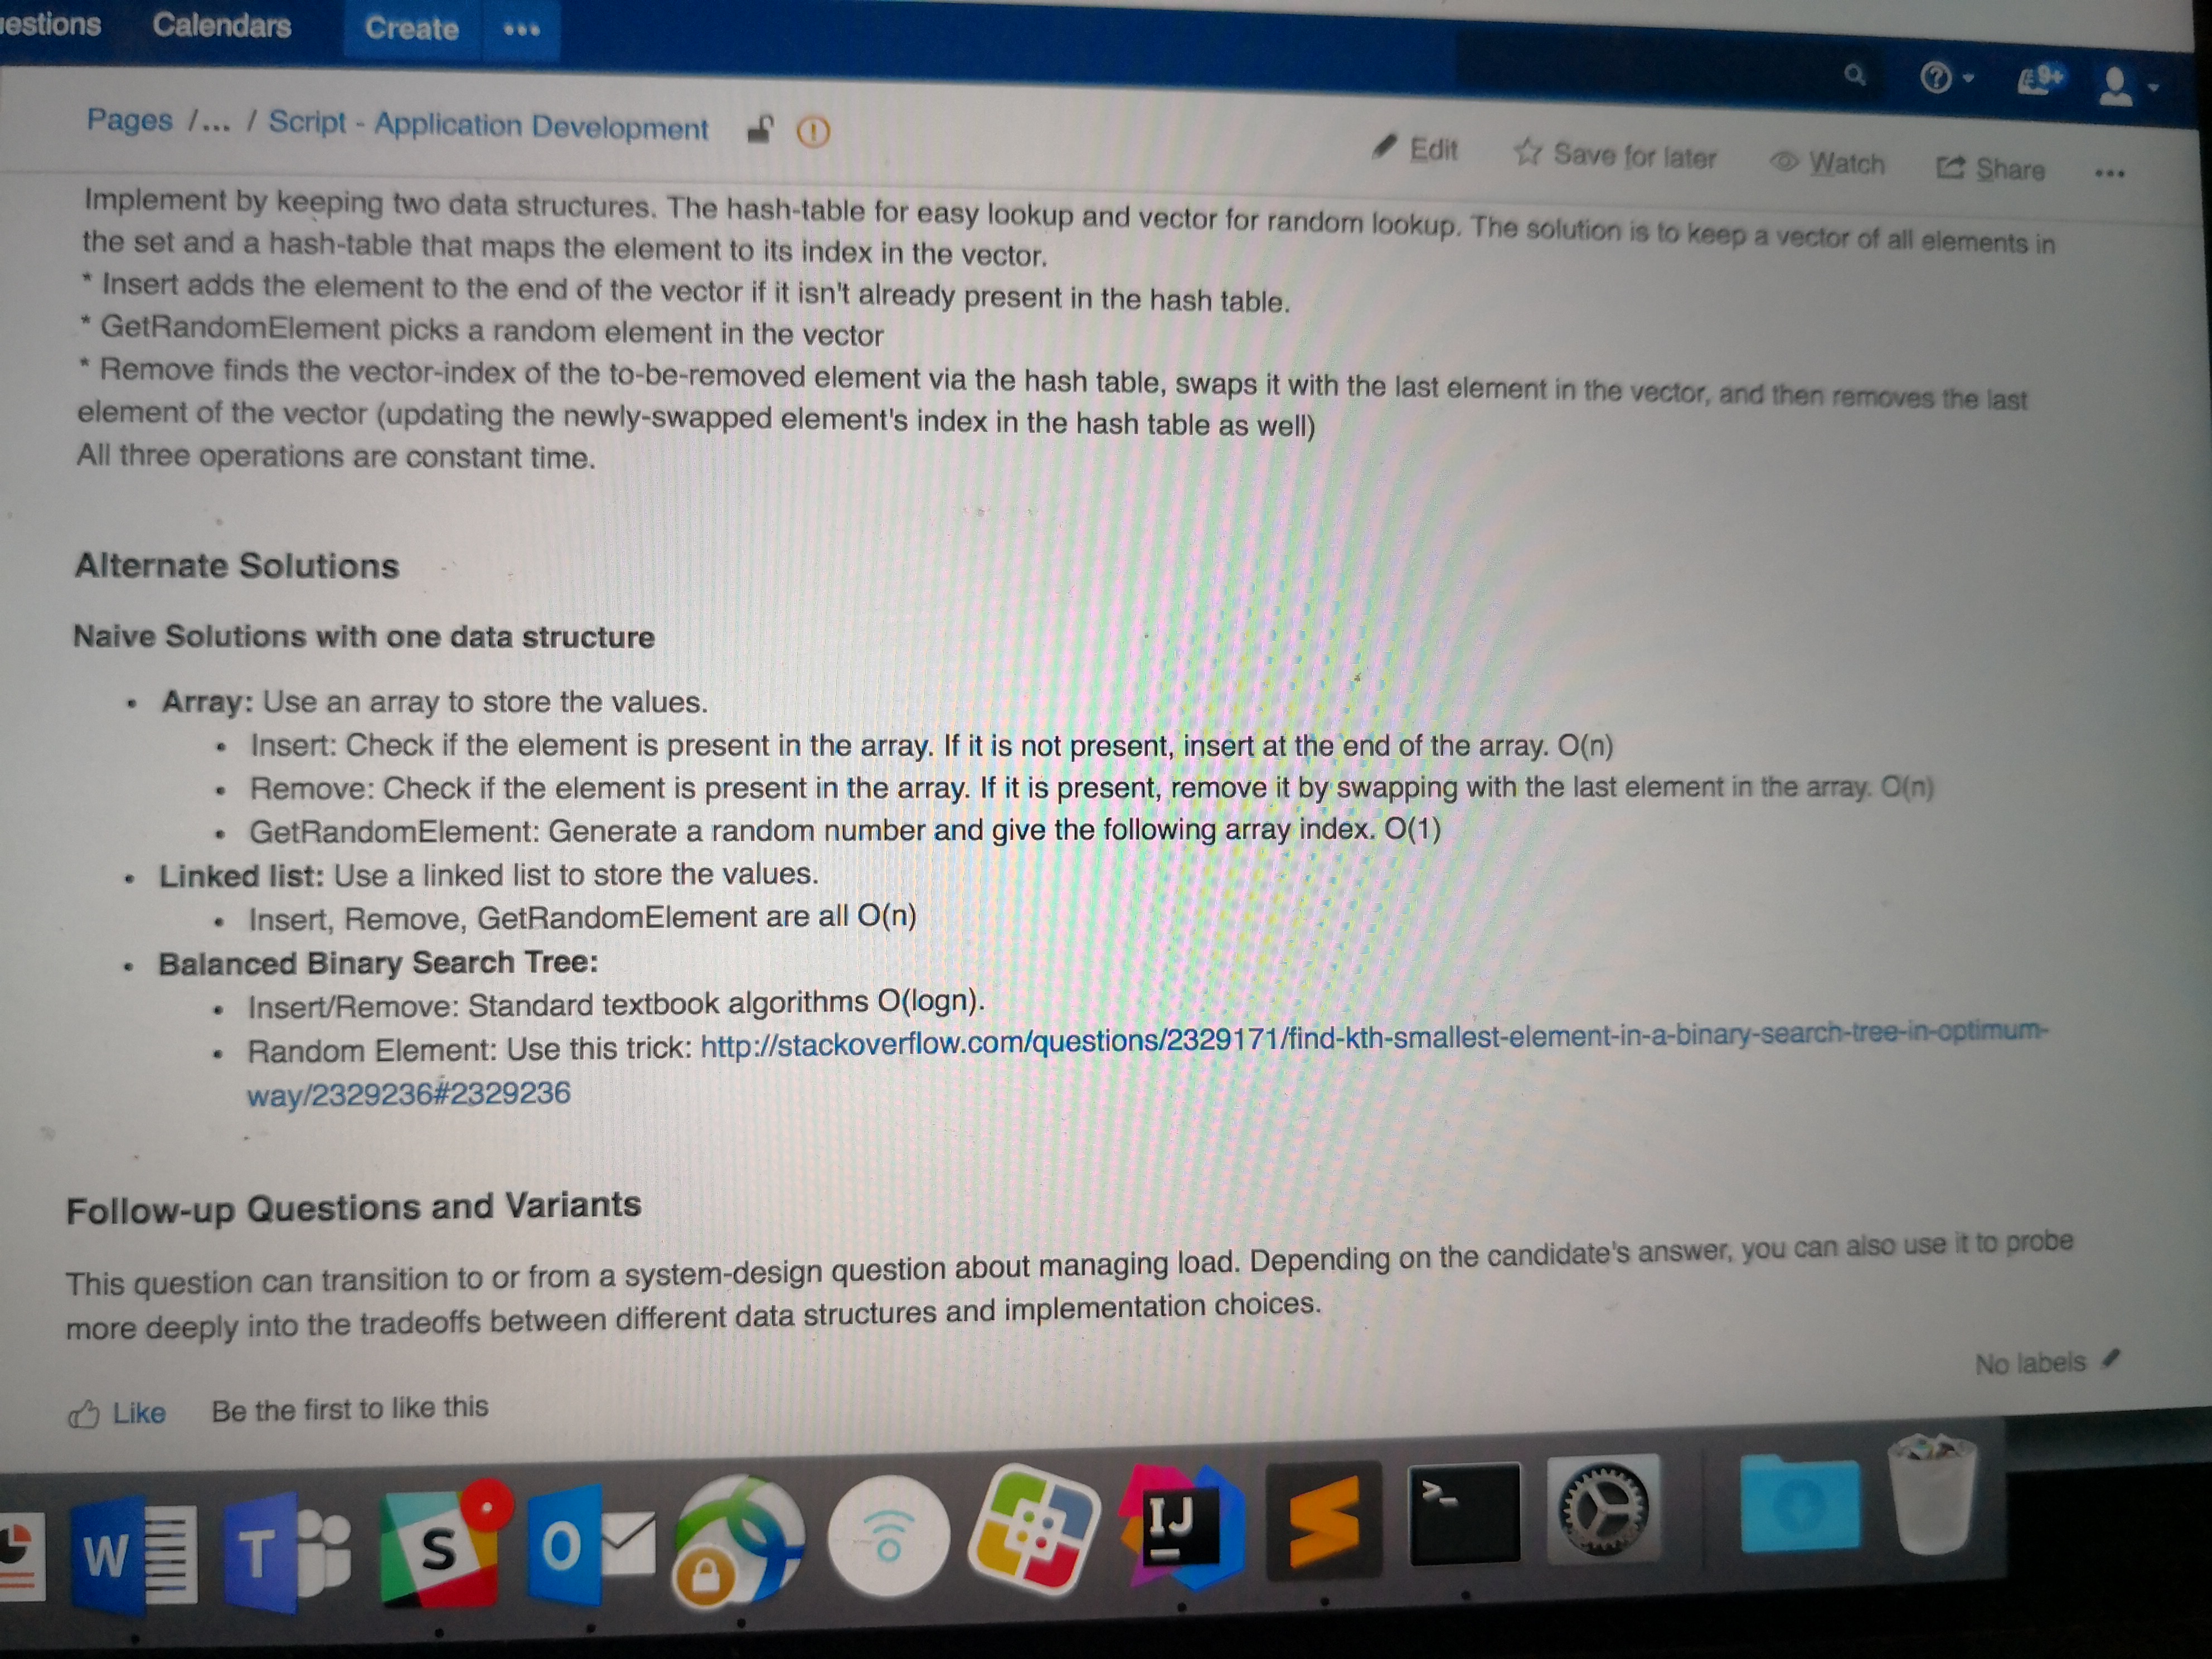 Calendars
Create
•••
9+
Pages /... / Script - Application Development
Edit
Save for later
Watch
Share
•••
Implement by keeping two data structures. The hash-table for easy lookup and vector for random lookup. The solution is to keep a vector of all elements in
the set and a hash-table that maps the element to its index in the vector.
* Insert adds the element to the end of the vector if it isn't already present in the hash table.
* GetRandomElement picks a random element in the vector
* Remove finds the vector-index of the to-be-removed element via the hash table, swaps it with the last element in the vector, and then removes the last
element of the vector (updating the newly-swapped element's index in the hash table as well)
All three operations are constant time.
Alternate Solutions
Naive Solutions with one data structure
• Array: Use an array to store the values.
• Insert: Check if the element is present in the array. If it is not present, insert at the end of the array. O(n)
• Remove: Check if the element is present in the array. If it is present, remove it by swapping with the last element in the array. O(n)
• GetRandomElement: Generate a random number and give the following array index. O(1)
• Linked list: Use a linked list to store the values.
• Insert, Remove, GetRandomElement are all O(n)
• Balanced Binary Search Tree:
• Insert/Remove: Standard textbook algorithms O(logn).
• Random Element: Use this trick: http://stackoverflow.com/questions/2329171/find-kth-smallest-element-in-a-binary-search-tree-in-optimum-
way/2329236#2329236
Follow-up Questions and Variants
This question can transition to or from a system-design question about managing load. Depending on the candidate's answer, you can also use it to probe
more deeply into the tradeoffs between different data structures and implementation choices.
No labels
Like
Be the first to like this
W
T
S
O
IJ
>_